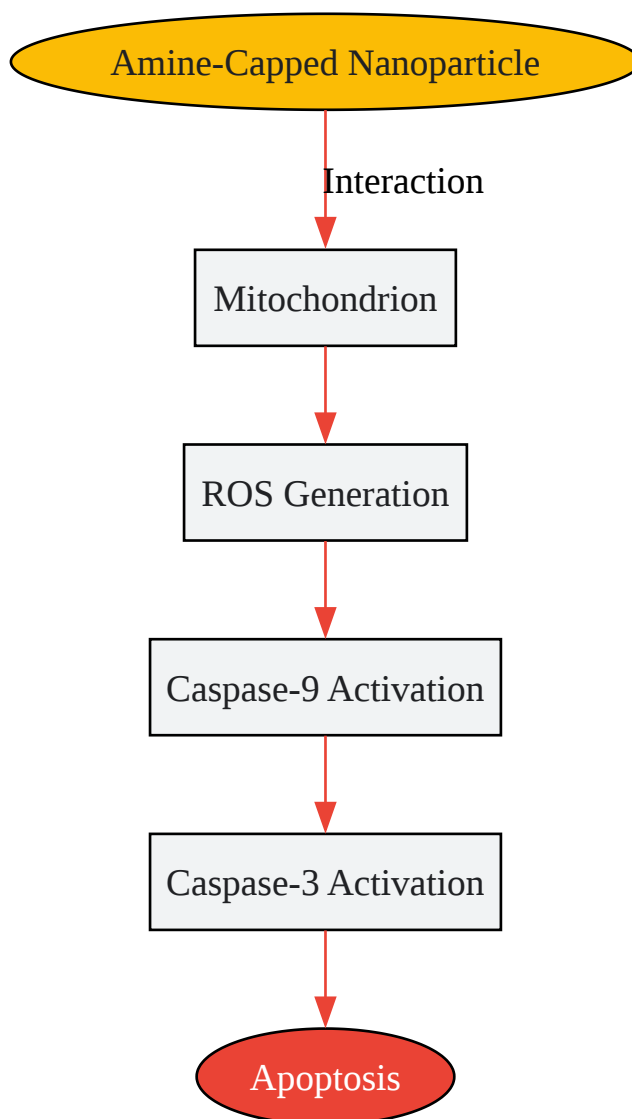 Amine-Capped Nanoparticle
Interaction
Mitochondrion
ROS Generation
Caspase-9 Activation
Caspase-3 Activation
Apoptosis